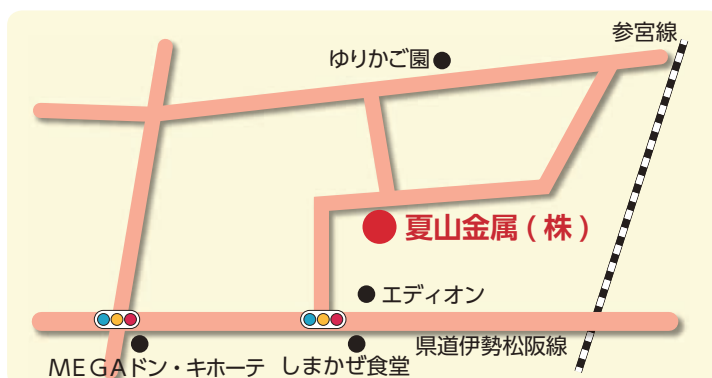 参宮線
ゆりかご園
夏山金属(株)
エディオン
県道伊勢松阪線
MEGAドン・キホーテ
しまかぜ食堂